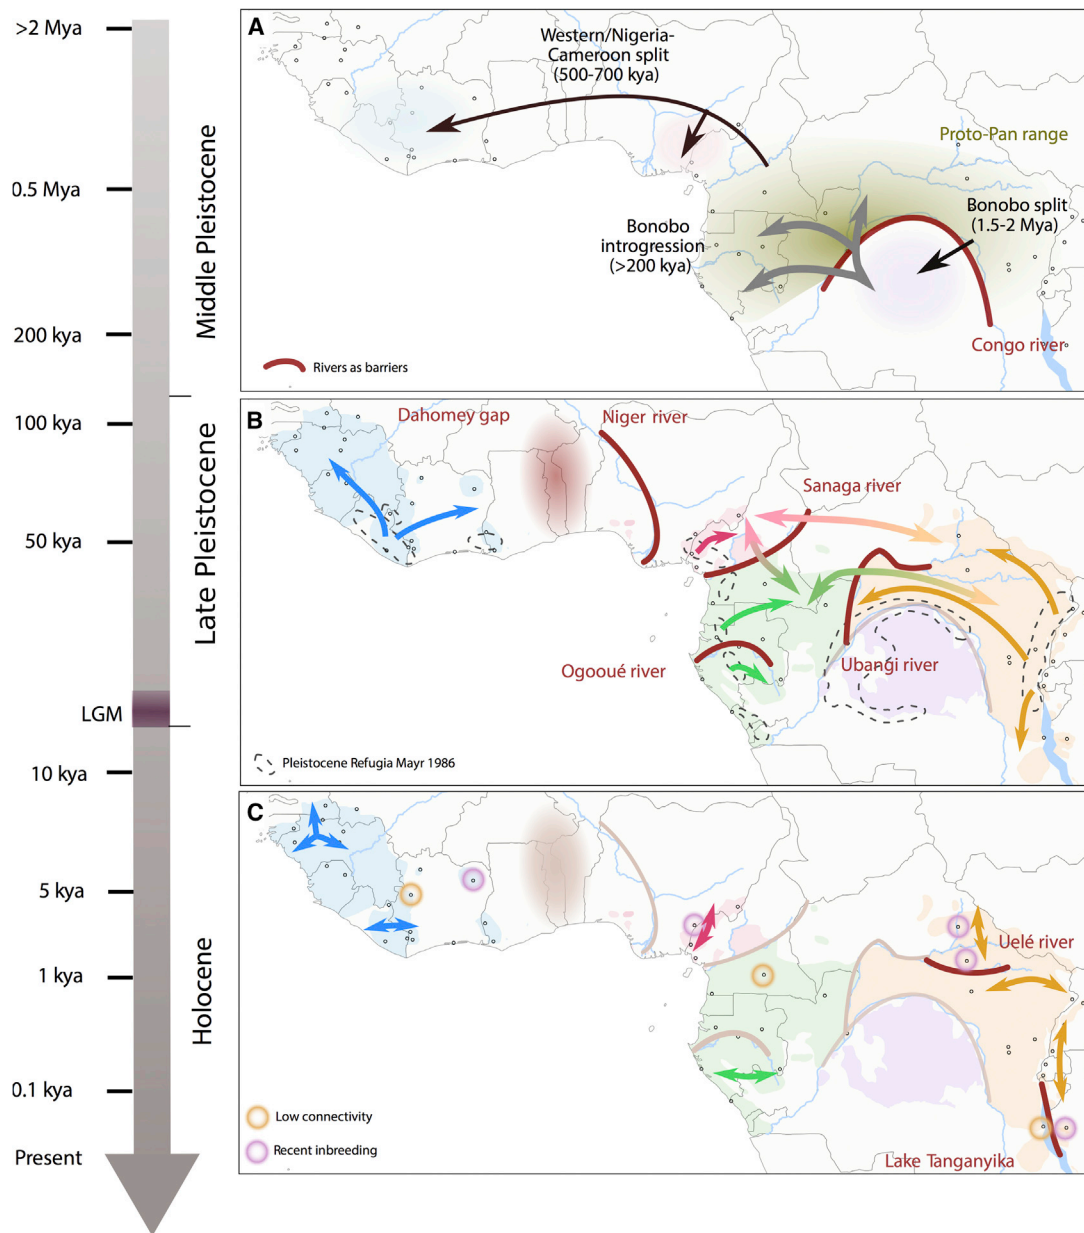 >2 Mya
0.5 Mya
200 kya
100 kya
50 kya
LGM
10 kya
5 kya
1 kya
0.1 kya
Present
Middle Pleistocene
Late Pleistocene
Holocene
A
Western/Nigeria-
Cameroon split
(500-700 kya)
Proto-Pan range
Bonobo split
(1.5-2 Mya)
Bonobo
introgression
(>200 kya)
Congo river
Rivers as barriers
B
Dahomey gap
Niger river
Sanaga river
Ogooué river
Ubangi river
Pleistocene Refugia Mayr 1986
C
Uelé river
Low connectivity
Recent inbreeding
Lake Tanganyika